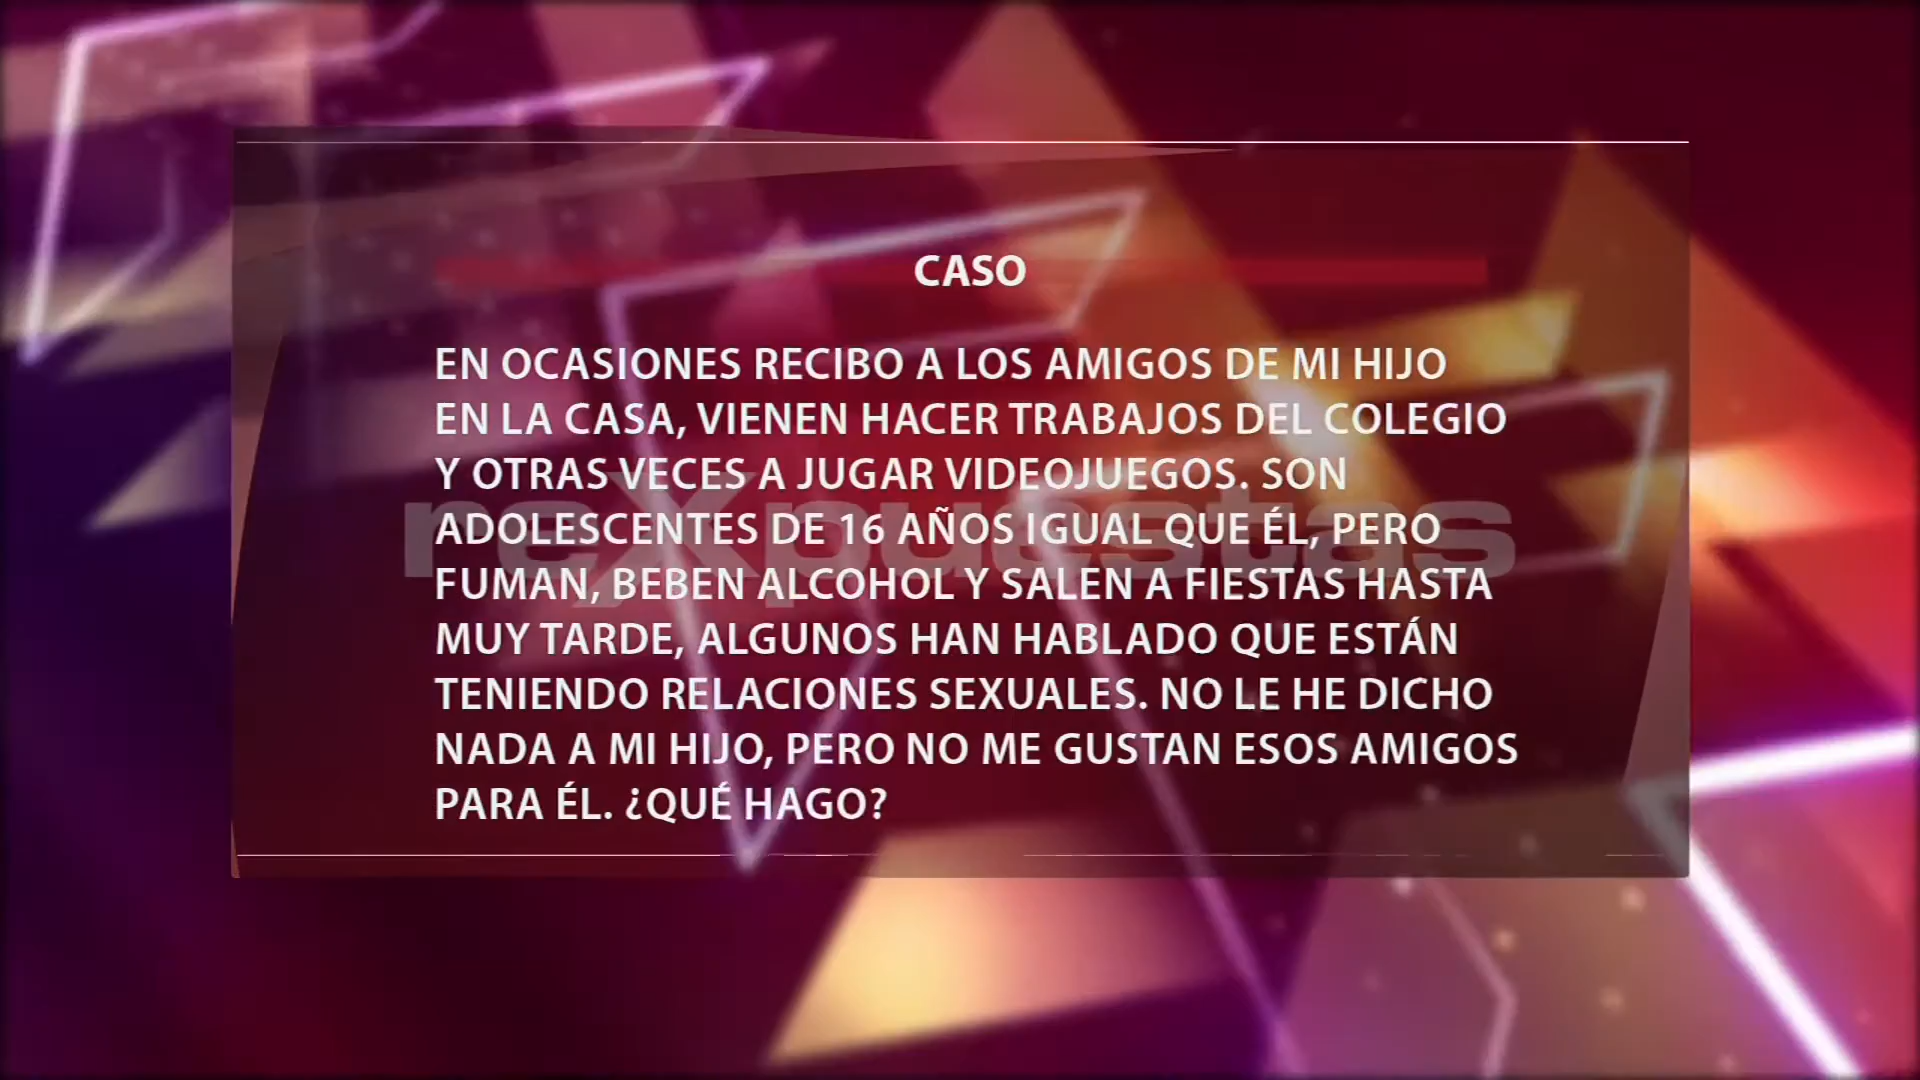 CASO
EN OCASIONES RECIBO A LOS AMIGOS DE MI HIJO
EN LA CASA, VIENEN HACER TRABAJOS DEL COLEGIO
Y OTRAS VECES A JUGAR VIDEOJUEGOS. SON
ADOLESCENTES DE 16 AÑOS IGUAL QUE ÉL, PERO
FUMAN, BEBEN ALCOHOL Y SALEN A FIESTAS HASTA
MUY TARDE, ALGUNOS HAN HABLADO QUE ESTÁN
TENIENDO RELACIONES SEXUALES. NO LE HE DICHO
NADA A MI HIJO, PERO NO ME GUSTAN ESOS AMIGOS
PARA ÉL. ¿QUÉ HAGO?